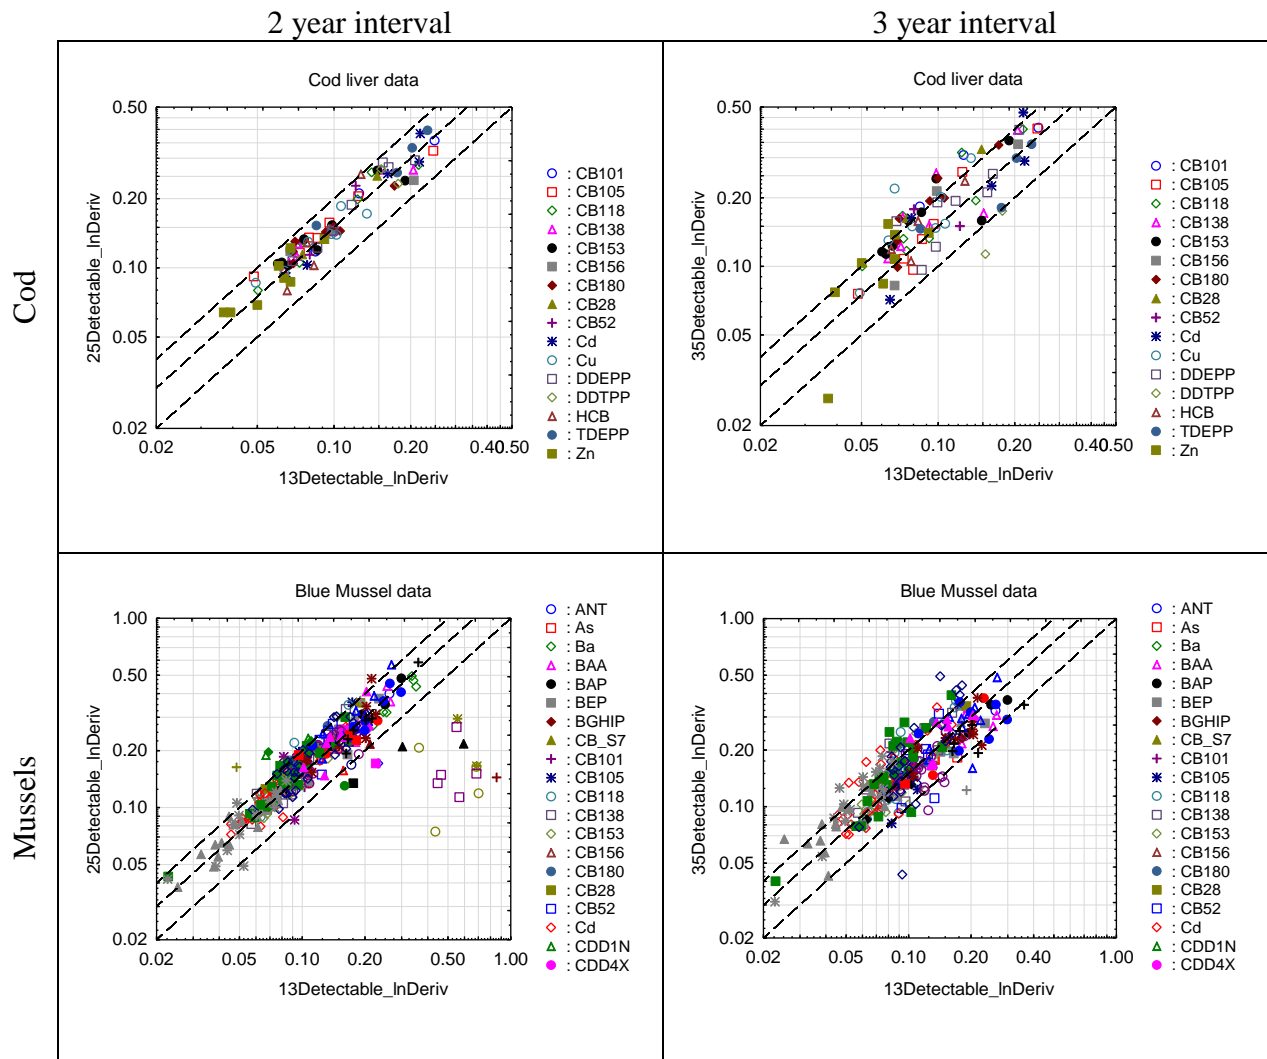 2 year interval
3 year interval
Cod
Cod liver data
25Detectable_lnDeriv
0.50
0.20
0.10
0.05
0.02
0.02
0.05
0.10
0.20
0.40
0.50
13Detectable_lnDeriv
: CB101
: CB105
: CB118
: CB138
: CB153
: CB156
: CB180
: CB28
: CB52
: Cd
: Cu
: DDEPP
: DDTPP
: HCB
: TDEPP
: Zn
Cod liver data
35Detectable_lnDeriv
0.50
0.20
0.10
0.05
0.02
0.02
0.05
0.10
0.20
0.40
0.50
13Detectable_lnDeriv
: CB101
: CB105
: CB118
: CB138
: CB153
: CB156
: CB180
: CB28
: CB52
: Cd
: Cu
: DDEPP
: DDTPP
: HCB
: TDEPP
: Zn
Mussels
Blue Mussel data
25Detectable_lnDeriv
1.00
0.50
0.20
0.10
0.05
0.02
0.02
0.05
0.10
0.20
0.50
1.00
13Detectable_lnDeriv
: ANT
: As
: Ba
: BAA
: BAP
: BEP
: BGHIP
: CB_S7
: CB101
: CB105
: CB118
: CB138
: CB153
: CB156
: CB180
: CB28
: CB52
: Cd
: CDD1N
: CDD4X
Blue Mussel data
35Detectable_lnDeriv
1.00
0.50
0.20
0.10
0.05
0.02
0.02
0.05
0.10
0.20
0.50
1.00
13Detectable_lnDeriv
: ANT
: As
: Ba
: BAA
: BAP
: BEP
: BGHIP
: CB_S7
: CB101
: CB105
: CB118
: CB138
: CB153
: CB156
: CB180
: CB28
: CB52
: Cd
: CDD1N
: CDD4X